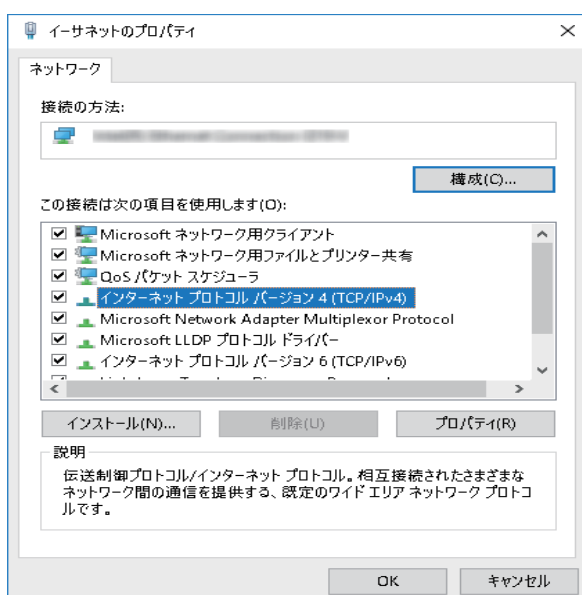 イーサネットのプロパティ
ネットワーク
接続の方法:
構成(C)...
この接続は次の項目を使用します(O):
Microsoft ネットワーク用クライアント
Microsoft ネットワーク用ファイルとプリンター共有
QoS パケット スケジューラ
インターネット プロトコル バージョン 4 (TCP/IPv4)
Microsoft Network Adapter Multiplexor Protocol
Microsoft LLDP プロトコル ドライバー
インターネット プロトコル バージョン 6 (TCP/IPv6)
インストール(N)...
削除(U)
プロパティ(R)
説明
伝送制御プロトコル/インターネット プロトコル。相互接続されたさまざまな
ネットワーク間の通信を提供する、既定のワイド エリア ネットワーク プロトコ
ルです。
OK
キャンセル